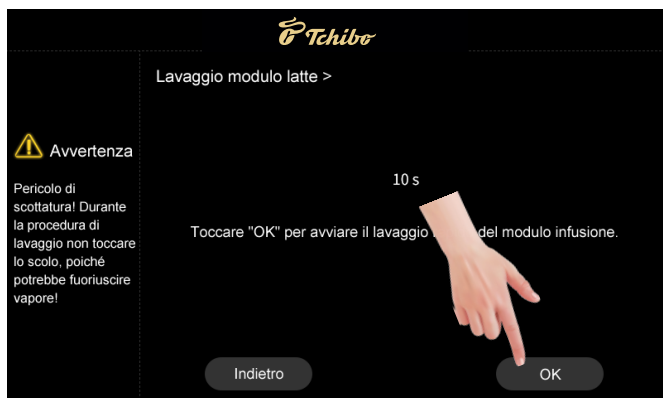 Tchibo
Lavaggio modulo latte >
Avvertenza
Pericolo di
scottatura! Durante
la procedura di
lavaggio non toccare
lo scolo, poiché
potrebbe fuoriuscire
vapore!
10 s
Toccare "OK" per avviare il lavaggio del modulo infusione.
Indietro
OK